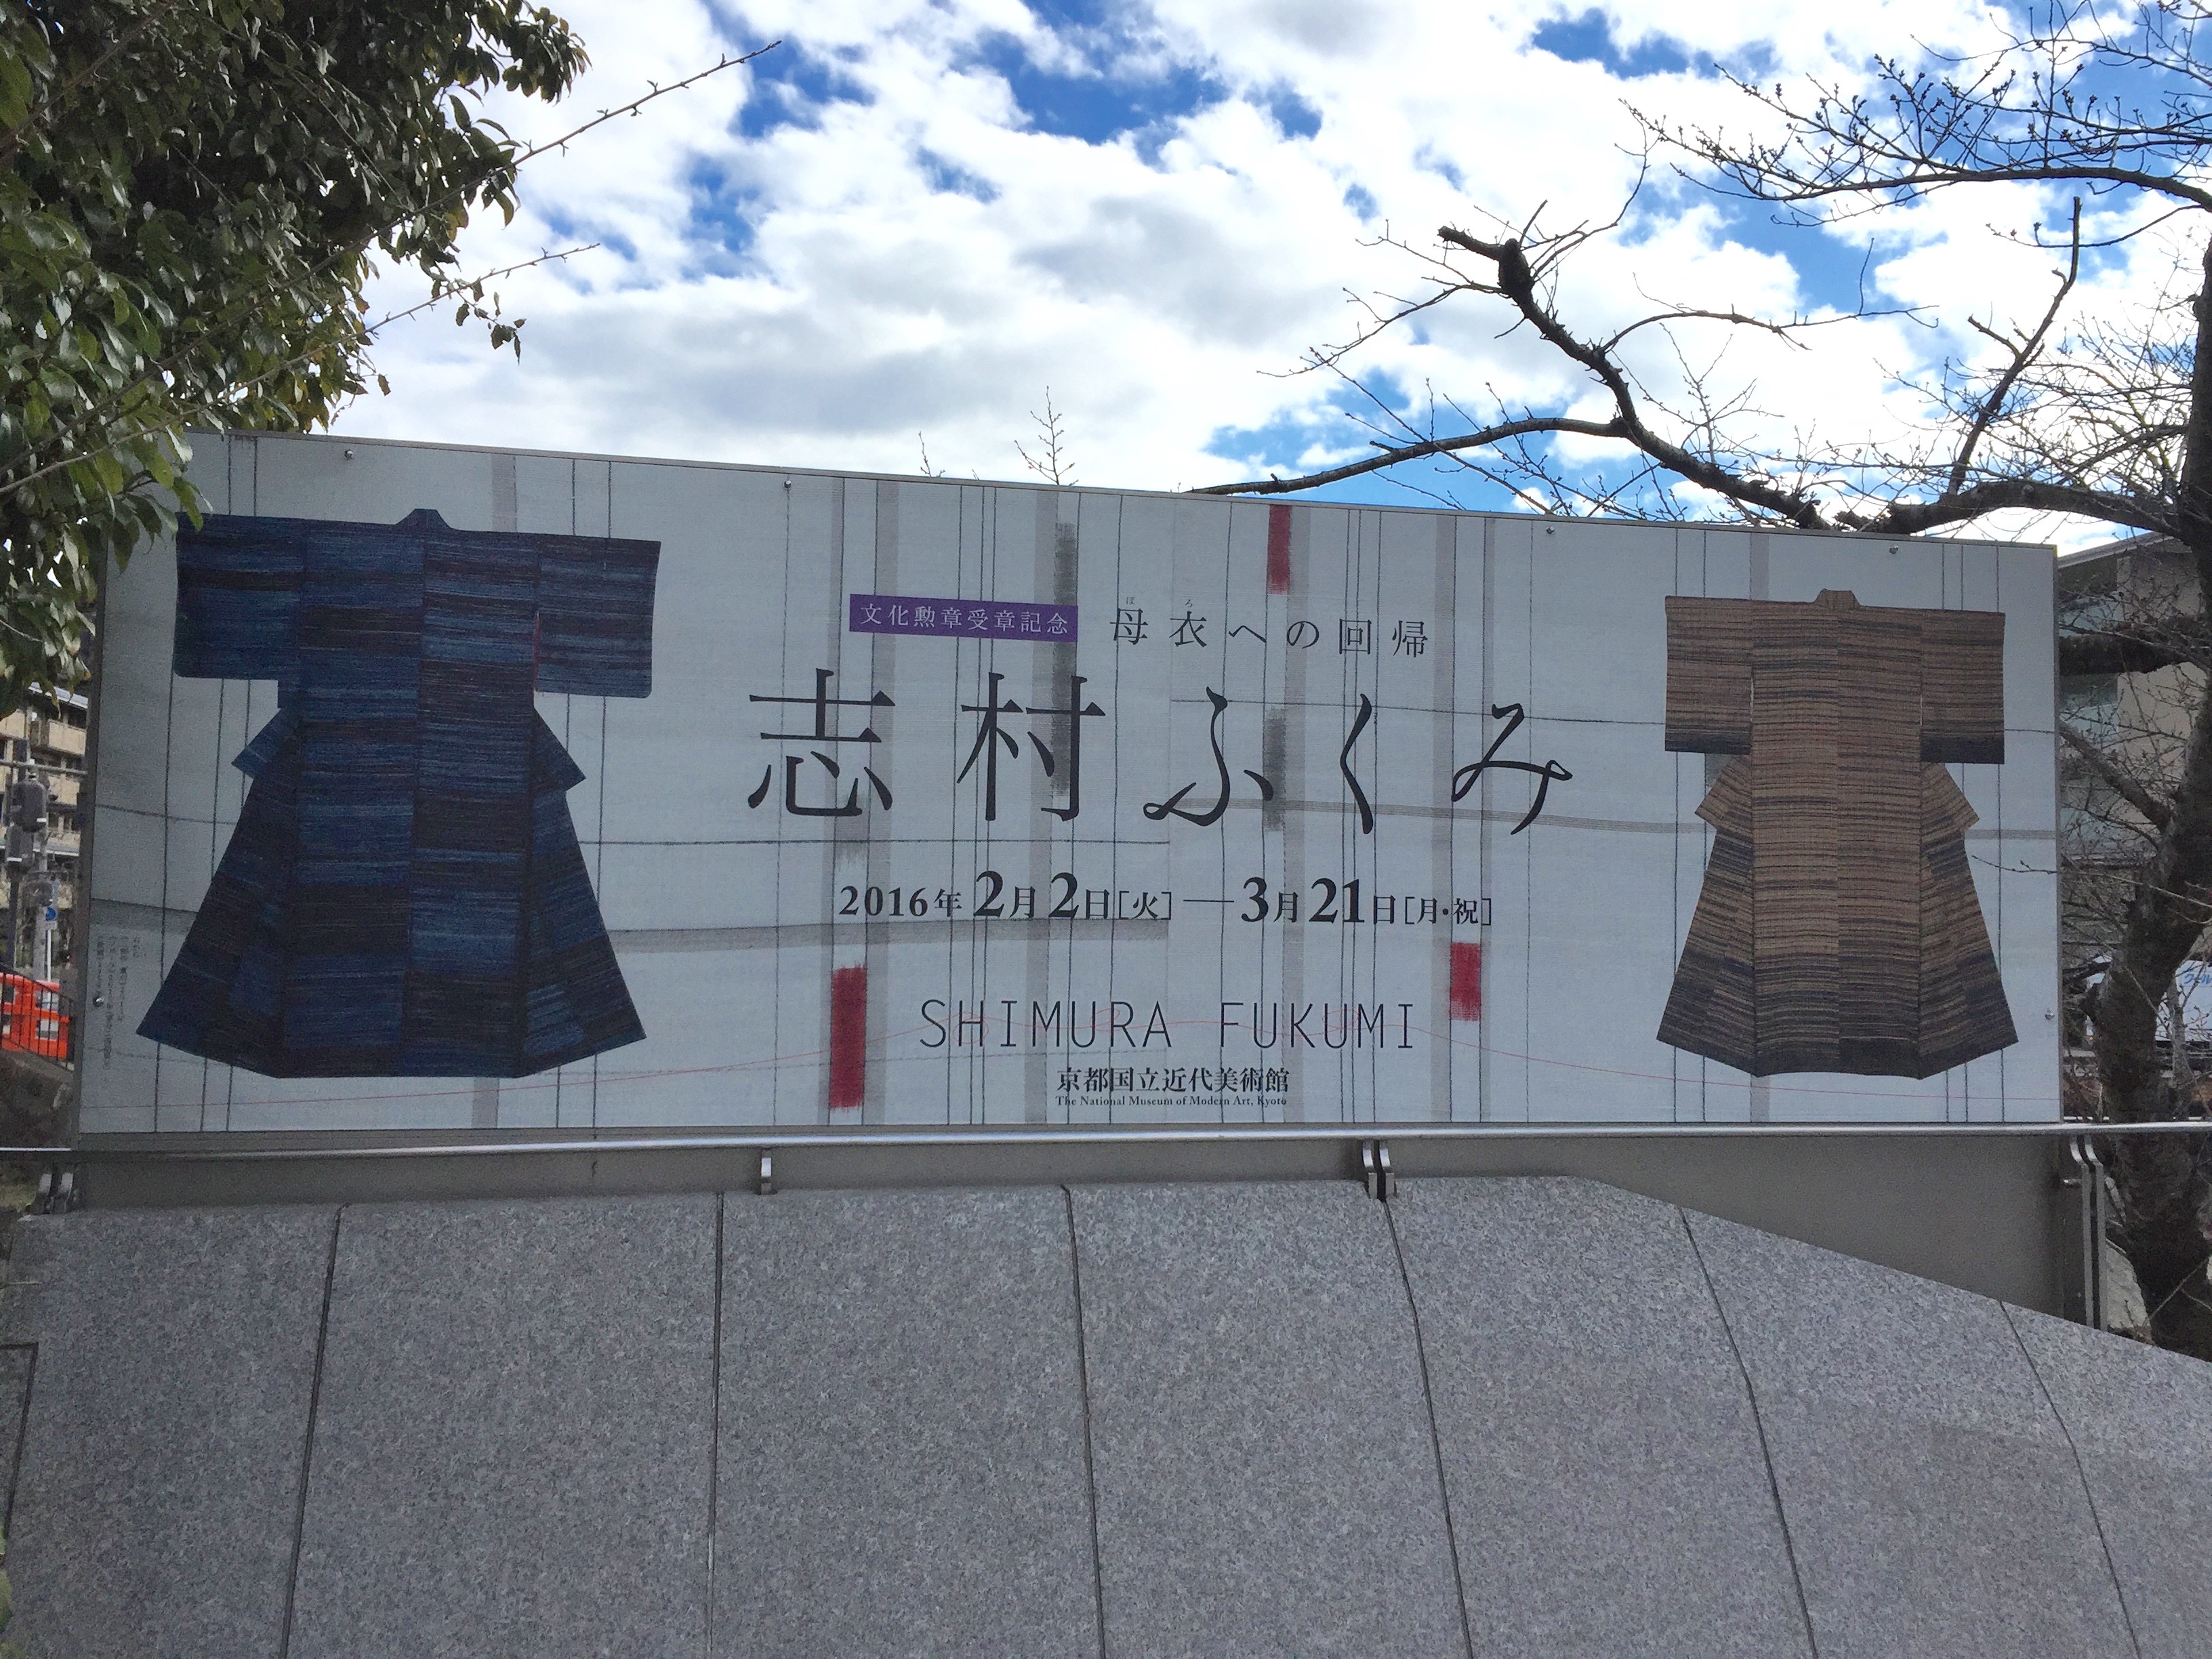 文化勲章受章記念
母衣への回帰
ぼろ
志村ふくみ
2016年2月2日[火]—3月21日[月・祝]
SHIMURA FUKUMI
京都国立近代美術館
The National Museum of Modern Art, Kyoto